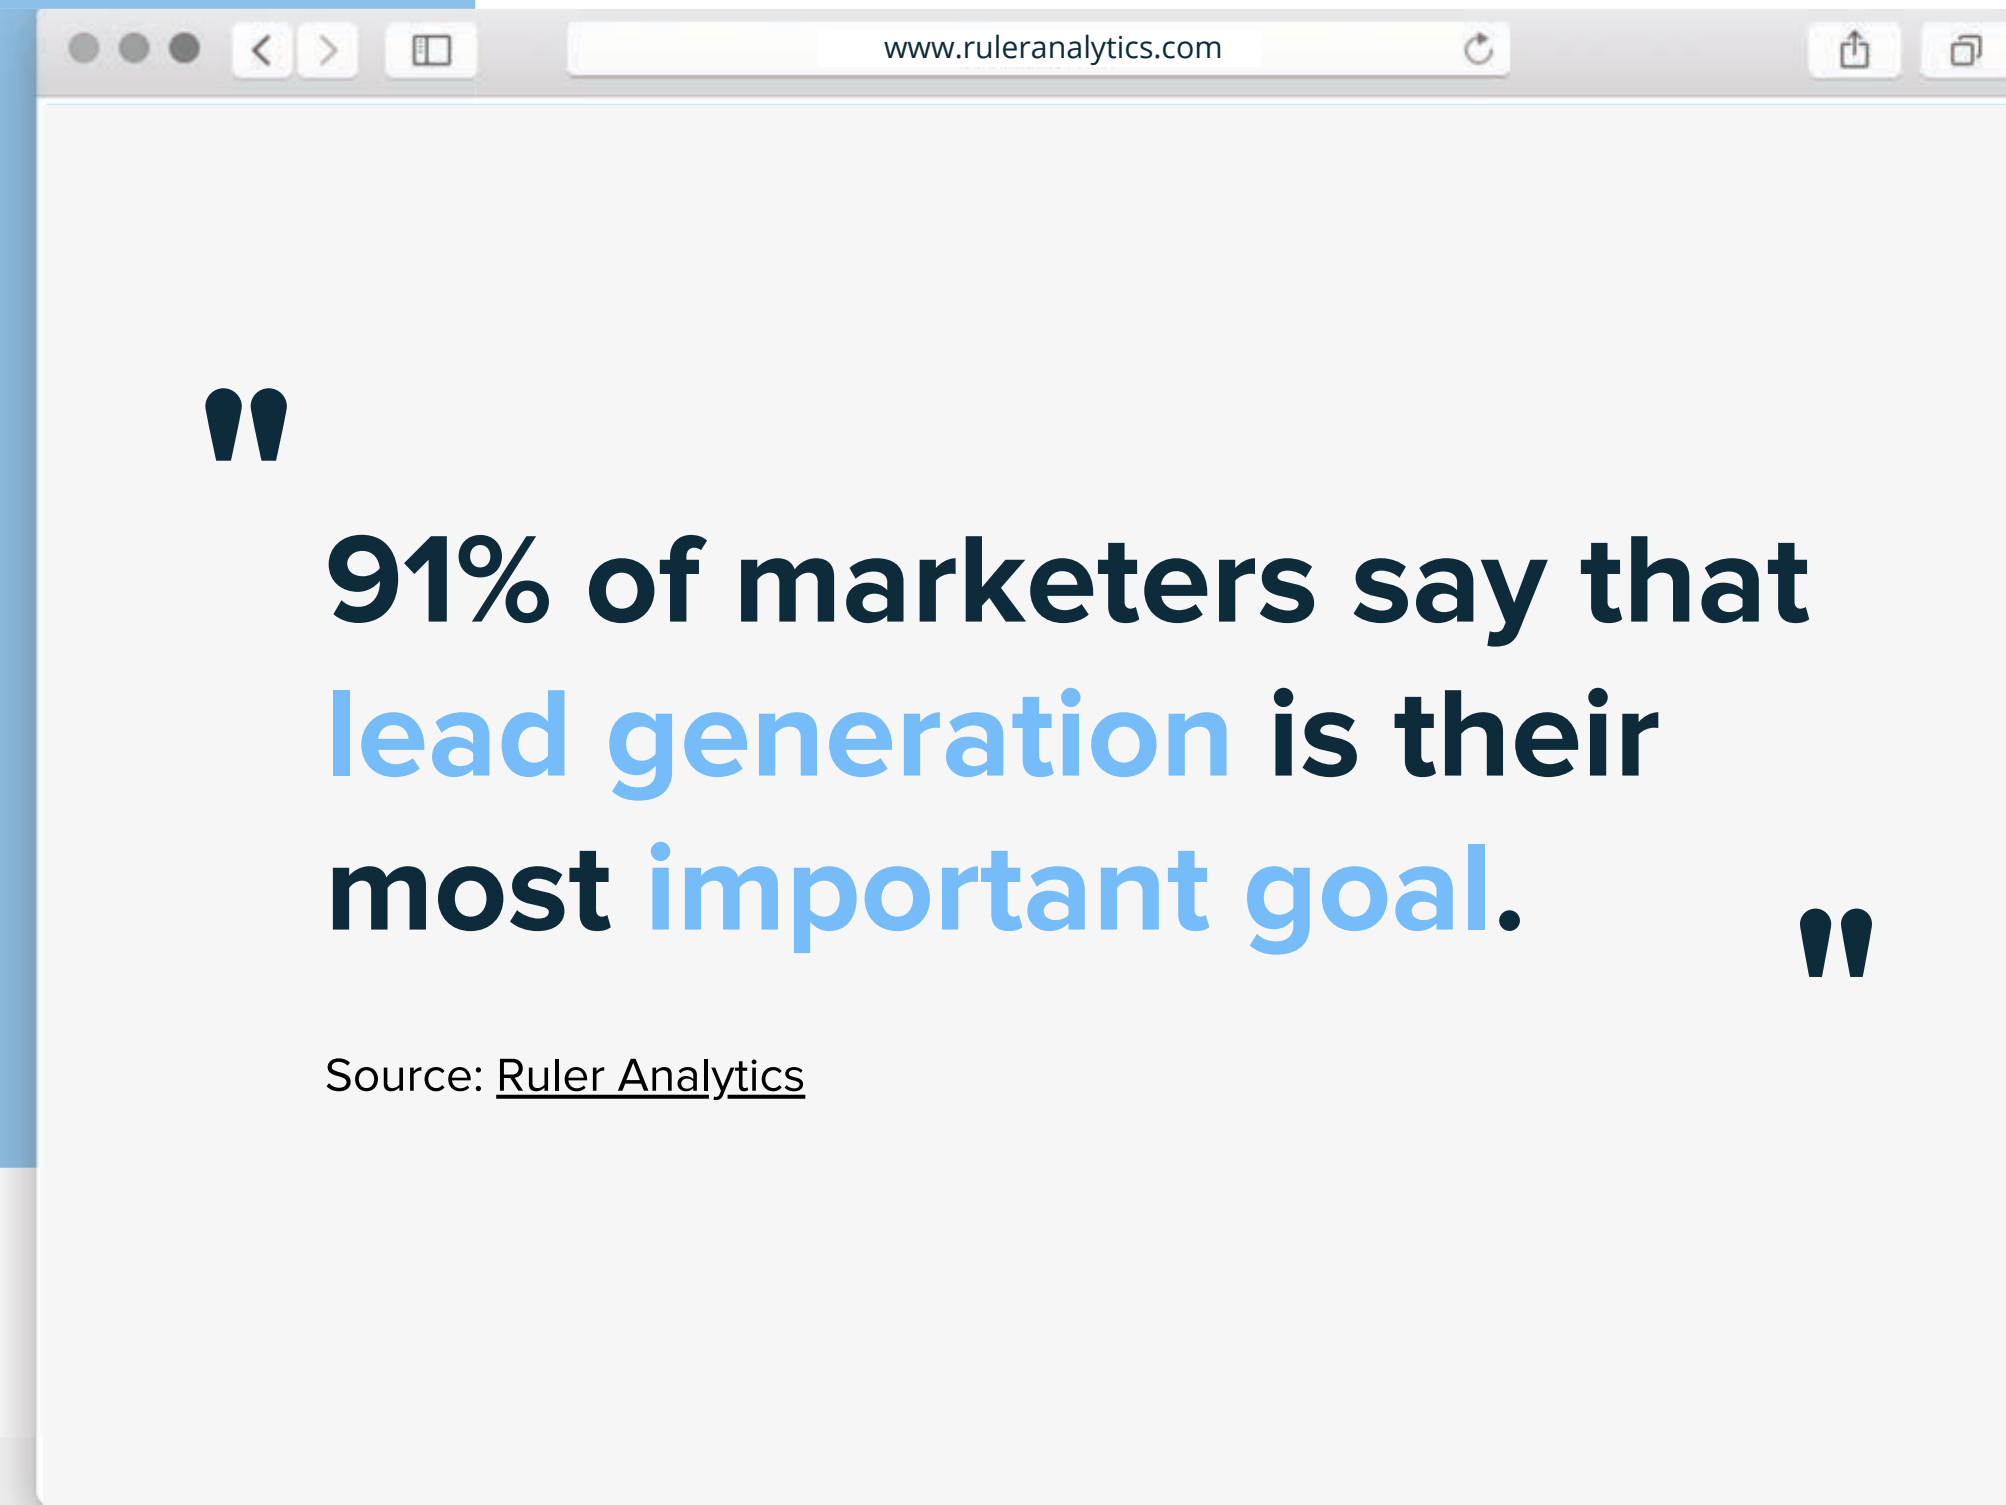 www.ruleranalytics.com
"
91% of marketers say that
lead generation is their
most important goal.
"
Source: Ruler Analytics